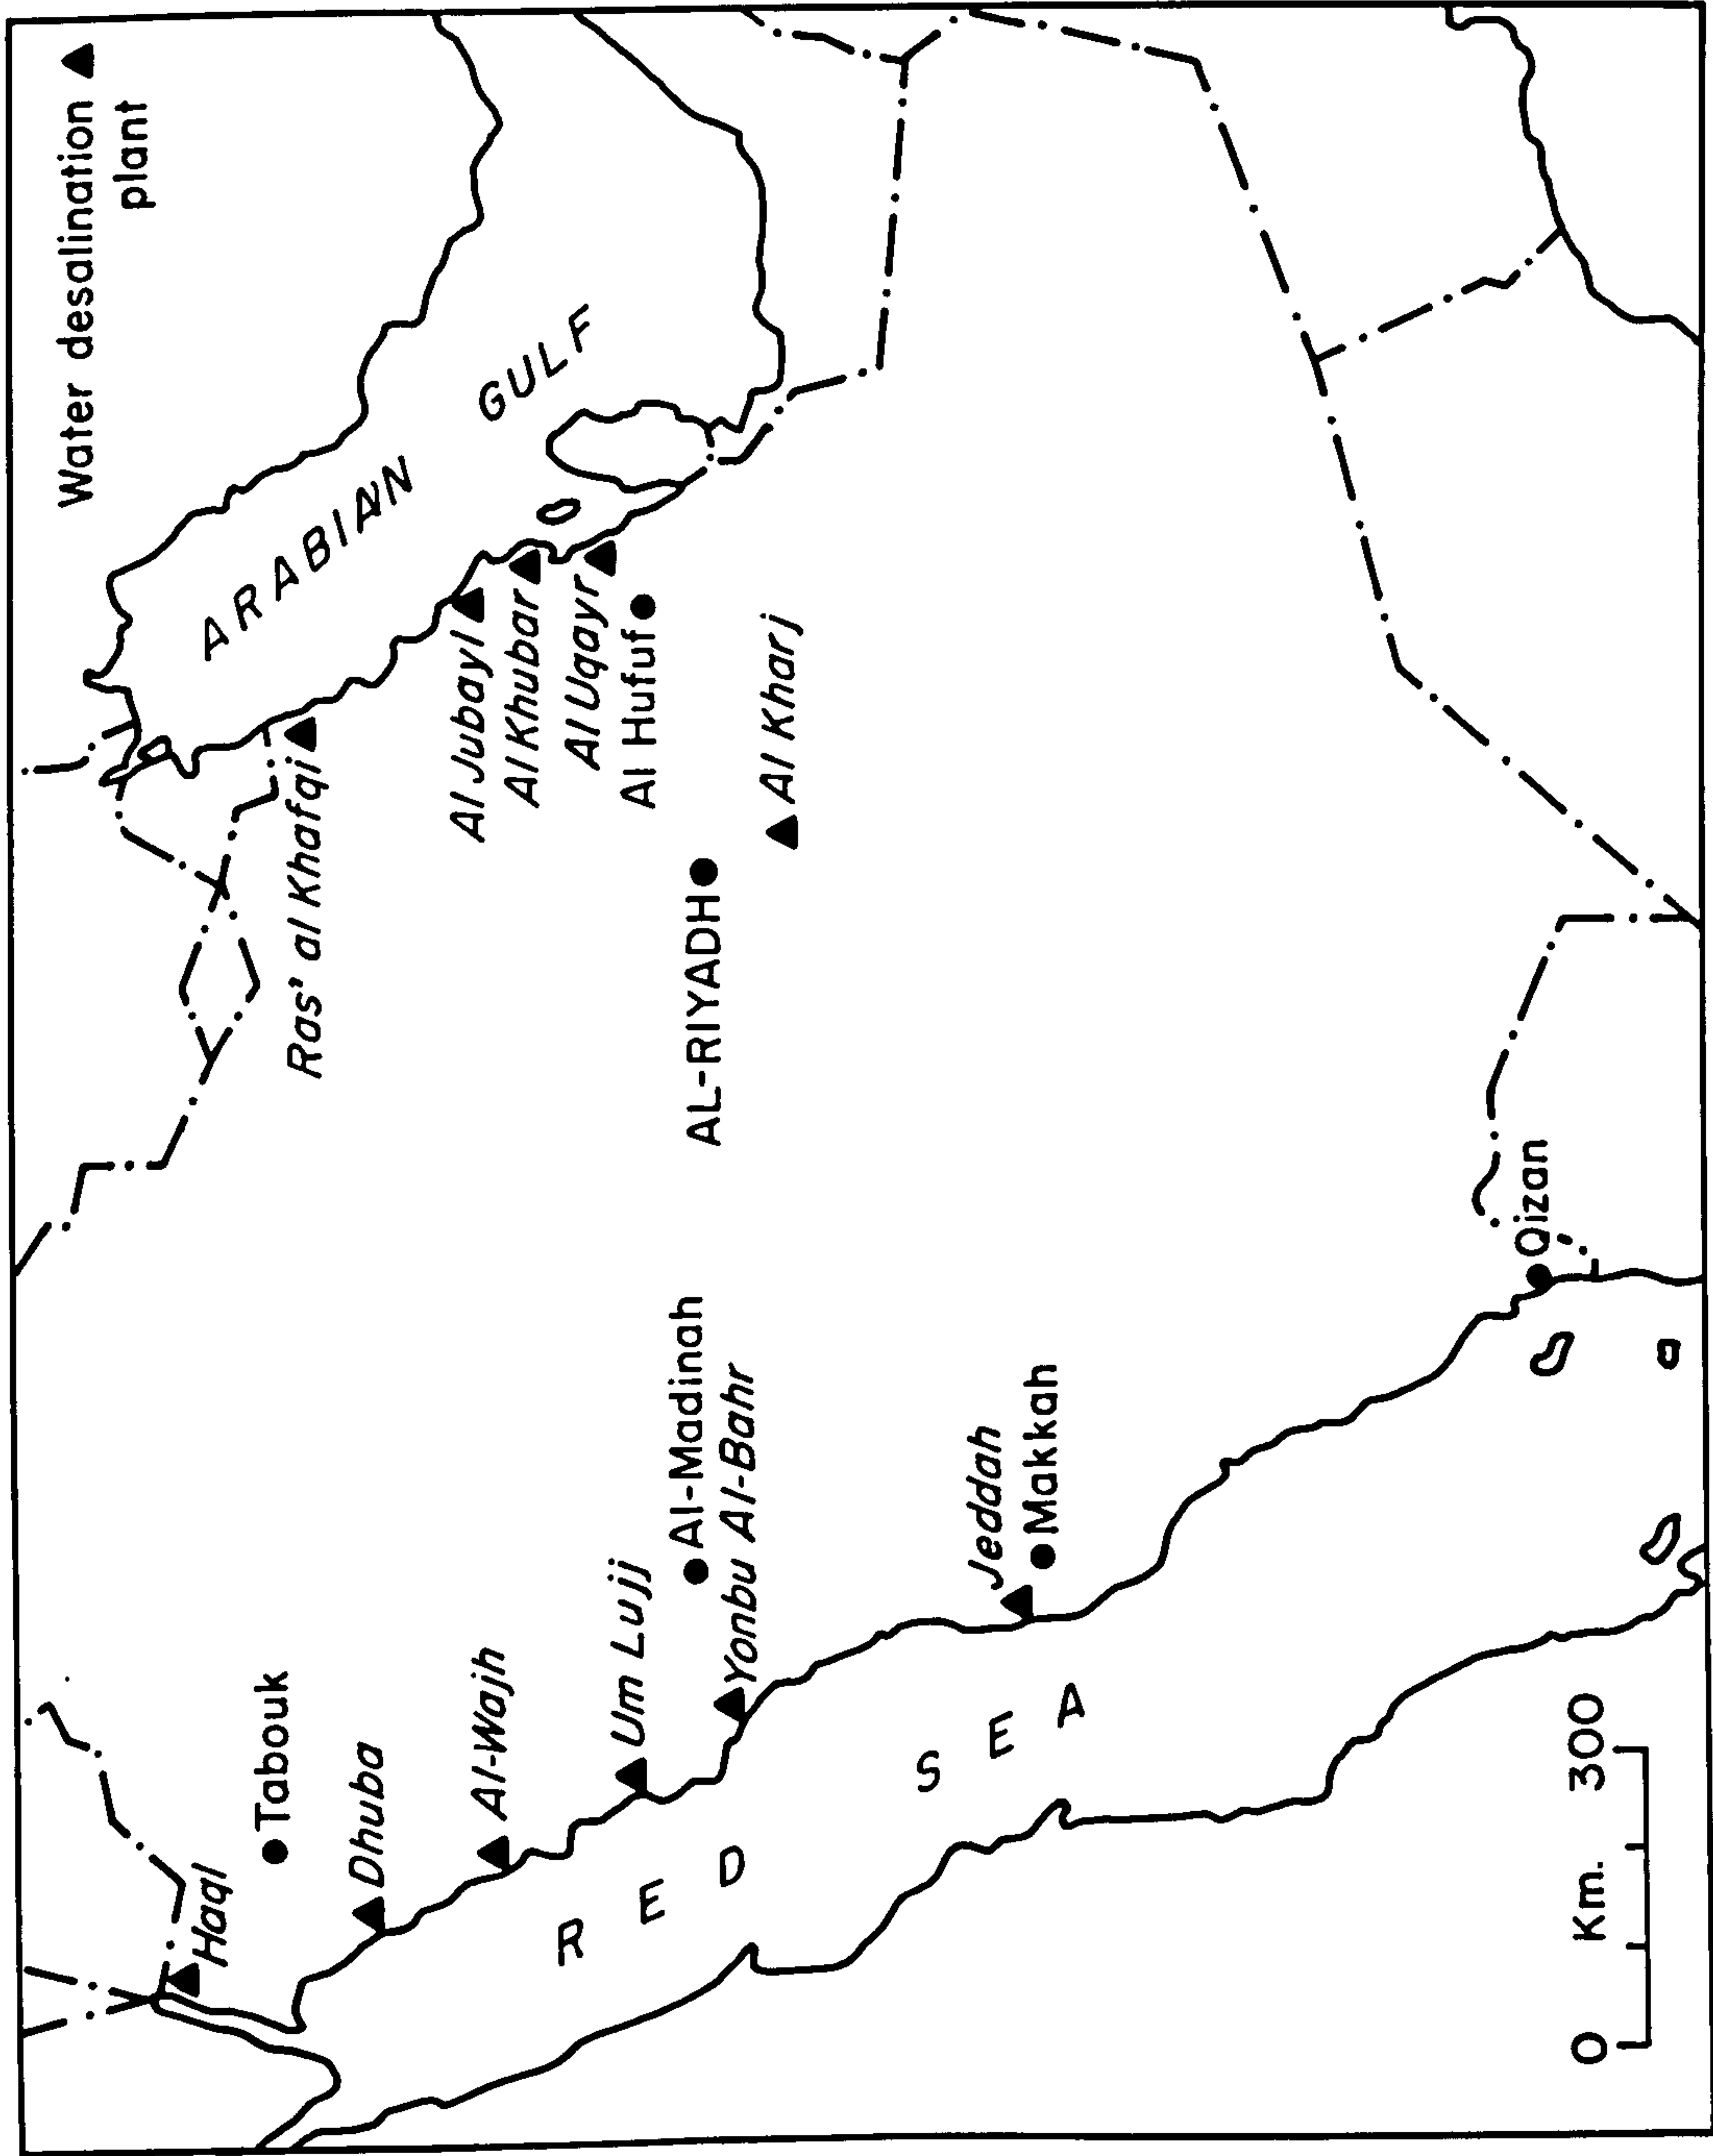 Water desalination
plant
Haql
Tabouk
Dhuba
Al-Wajh
Um Lujj
Al-Madinah
Yonbu Al-Bahr
Jeddah
Makkah
Qizan
RED SEA
ARABIAN GULF
Ras' al Khafqi
Al Jubayl
Al Khubar
Al Uqayr
Al Hufuf
AL-RIYADH
Al Kharj
0 Km. 300